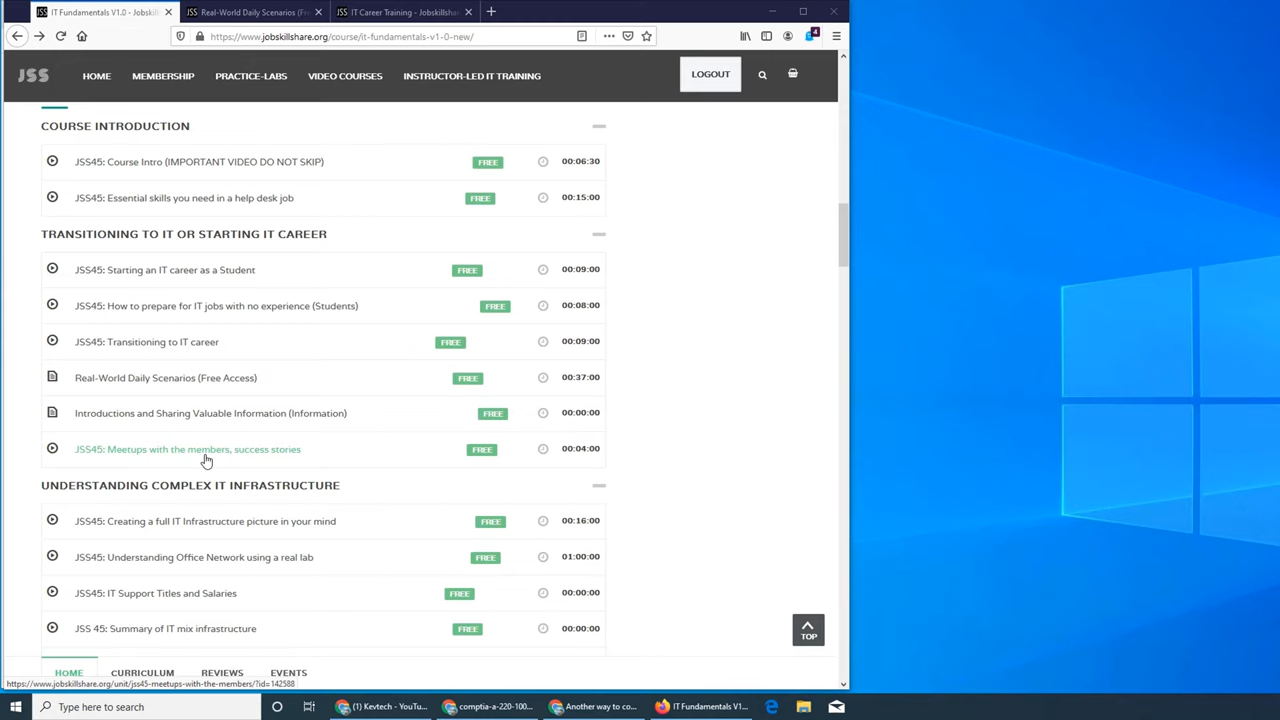 IT Fundamentals V1.0 - Jobskill
Real-World Daily Scenarios (Fr
IT Career Training - Jobskillsha
https://www.jobskillshare.org/course/it-fundamentals-v1-0-new/
4
JSS
HOME
MEMBERSHIP
PRACTICE-LABS
VIDEO COURSES
INSTRUCTOR-LED IT TRAINING
LOGOUT
COURSE INTRODUCTION
JSS45: Course Intro (IMPORTANT VIDEO DO NOT SKIP) FREE 00:06:30
JSS45: Essential skills you need in a help desk job FREE 00:15:00
TRANSITIONING TO IT OR STARTING IT CAREER
JSS45: Starting an IT career as a Student FREE 00:09:00
JSS45: How to prepare for IT jobs with no experience (Students) FREE 00:08:00
JSS45: Transitioning to IT career FREE 00:09:00
Real-World Daily Scenarios (Free Access) FREE 00:37:00
Introductions and Sharing Valuable Information (Information) FREE 00:00:00
JSS45: Meetups with the members, success stories FREE 00:04:00
UNDERSTANDING COMPLEX IT INFRASTRUCTURE
JSS45: Creating a full IT Infrastructure picture in your mind FREE 00:16:00
JSS45: Understanding Office Network using a real lab FREE 01:00:00
JSS45: IT Support Titles and Salaries FREE 00:00:00
JSS 45: Summary of IT mix infrastructure FREE 00:00:00
TOP
HOME CURRICULUM REVIEWS EVENTS
https://www.jobskillshare.org/unit/jss45-meetups-with-the-members/?id=142588
Type here to search
(1) Kevtech - YouTu...
comptia-a-220-100...
Another way to co...
IT Fundamentals V1...